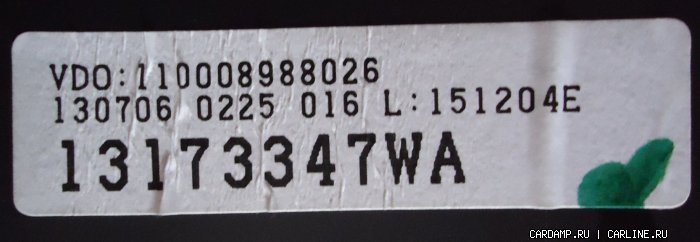 VDO:110008988026
130706 0225 016 L:151204E
13173347WA
CARDAMP.RU | CARLINE.RU